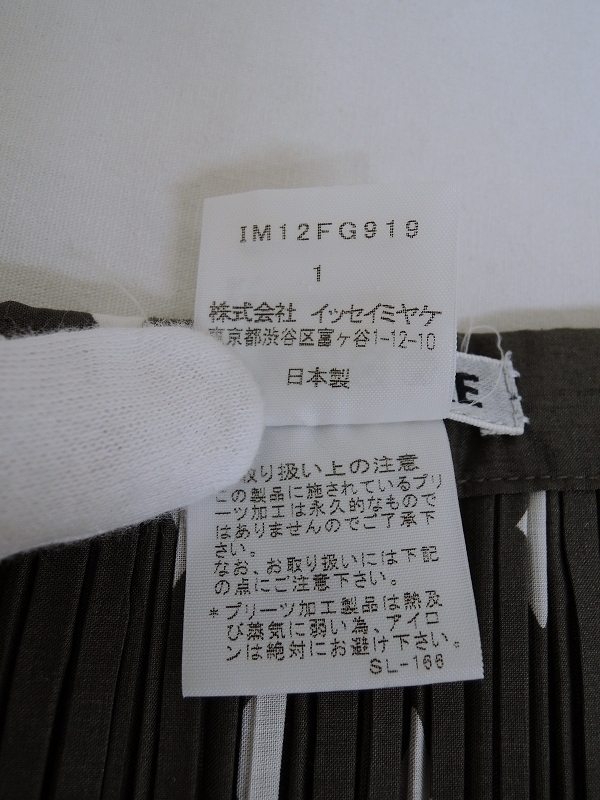 IM12FG919
1
株式会社 イッセイミヤケ
東京都渋谷区富ヶ谷1-12-10
日本製
E
取り扱い上の注意
この製品に施されているプリ
ーツ加工は永久的なもので
はありませんのでご了承下
さい。
なお、お取り扱いには下記
の点にご注意下さい。
*プリーツ加工製品は熱及
び蒸気に弱い為、アイロ
ンは絶対にお避け下さい。
SL-166